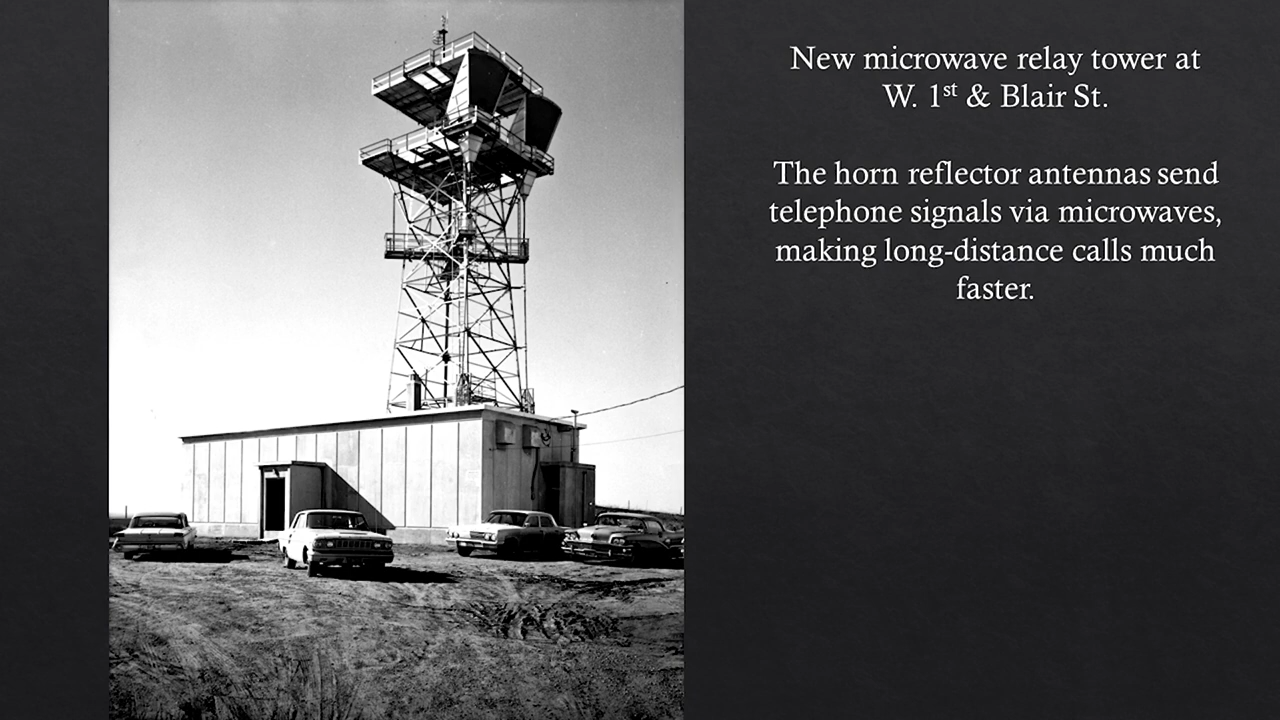 New microwave relay tower at
W. 1st & Blair St.
The horn reflector antennas send
telephone signals via microwaves,
making long-distance calls much
faster.